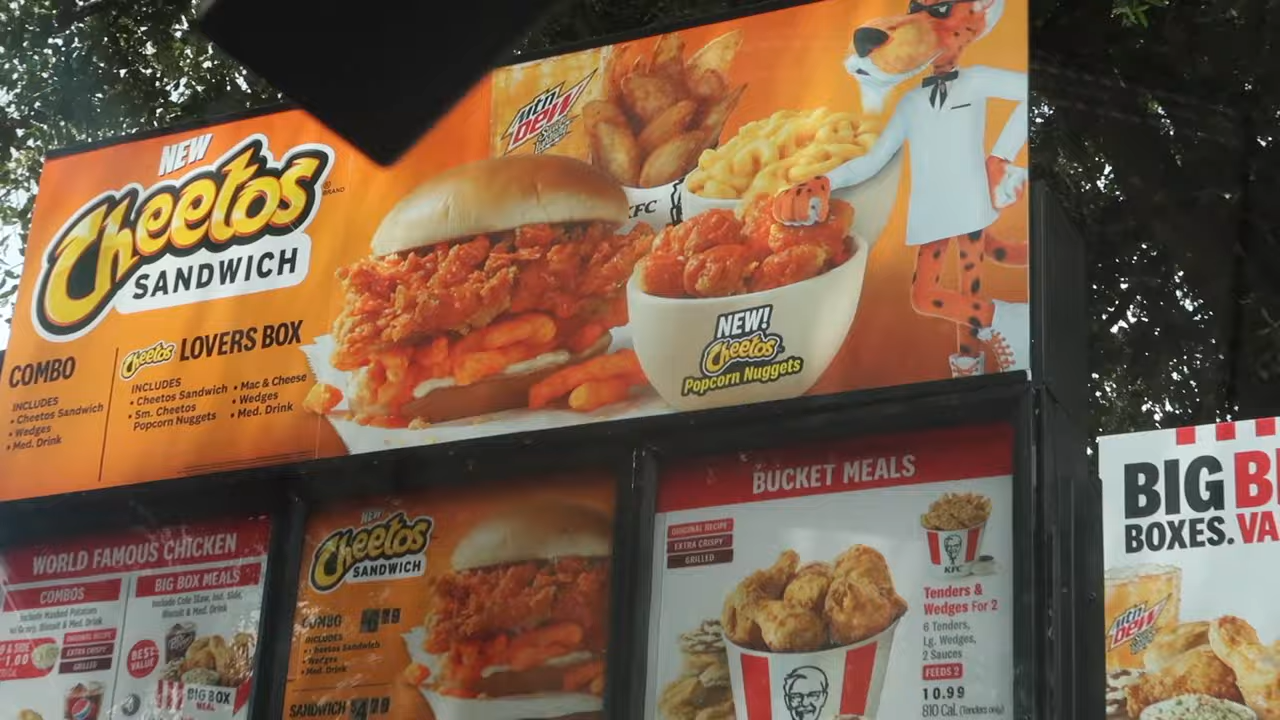 NEW
Cheetos
® BRAND
SANDWICH
COMBO
INCLUDES
• Cheetos Sandwich
• Wedges
• Med. Drink
Cheetos LOVERS BOX
INCLUDES
• Cheetos Sandwich
• Sm. Cheetos
Popcorn Nuggets
• Mac & Cheese
• Wedges
• Med. Drink
mtn
DEW
KFC
NEW!
Cheetos
Popcorn Nuggets
WORLD FAMOUS CHICKEN
COMBOS
Include Mashed Potatoes
w/Gravy, Biscuit & Med. Drink
A SIDE
1.00
ORIGINAL RECIPE
EXTRA CRISPY
GRILLED
BIG BOX MEALS
Include Cole Slaw, Ind. Side,
Biscuit & Med. Drink
BEST
VALUE
BIG BOX
MEAL
NEW
Cheetos
SANDWICH
COMBO
INCLUDES
• Cheetos Sandwich
• Wedges
• Med. Drink
SANDWICH
BUCKET MEALS
ORIGINAL RECIPE
EXTRA CRISPY
GRILLED
KFC
Tenders &
Wedges For 2
6 Tenders,
Lg. Wedges,
2 Sauces
FEEDS 2
10.99
810 Cal. (Tenders only)
BIG
BOXES.
mtn
DEW